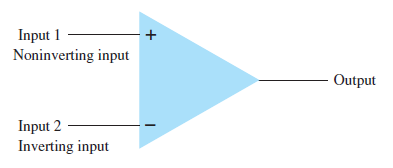 Input 1
Noninverting input
+
Output
Input 2
Inverting input
−